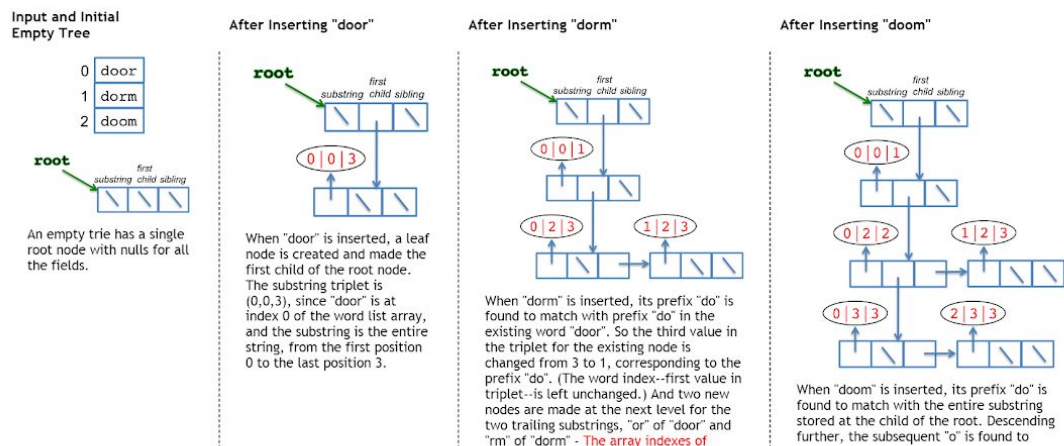 Input and Initial
Empty Tree
0 door
1 dorm
2 doom
root
first
substring child sibling
An empty trie has a single
root node with nulls for all
the fields.
After Inserting "door"
root
first
substring child sibling
0|0|3
When "door" is inserted, a leaf
node is created and made the
first child of the root node.
The substring triplet is
(0,0,3), since "door" is at
index 0 of the word list array,
and the substring is the entire
string, from the first position
0 to the last position 3.
After Inserting "dorm"
root
first
substring child sibling
0|0|1
0|2|3 1|2|3
When "dorm" is inserted, its prefix "do" is
found to match with prefix "do" in the
existing word "door". So the third value in
the triplet for the existing node is
changed from 3 to 1, corresponding to the
prefix "do". (The word index--first value in
triplet--is left unchanged.) And two new
nodes are made at the next level for the
two trailing substrings, "or" of "door" and
"rm" of "dorm" - The array indexes of
After Inserting "doom"
root
first
substring child sibling
0|0|1
0|2|2 1|2|3
0|3|3 2|3|3
When "doom" is inserted, its prefix "do" is
found to match with the entire substring
stored at the child of the root. Descending
further, the subsequent "o" is found to